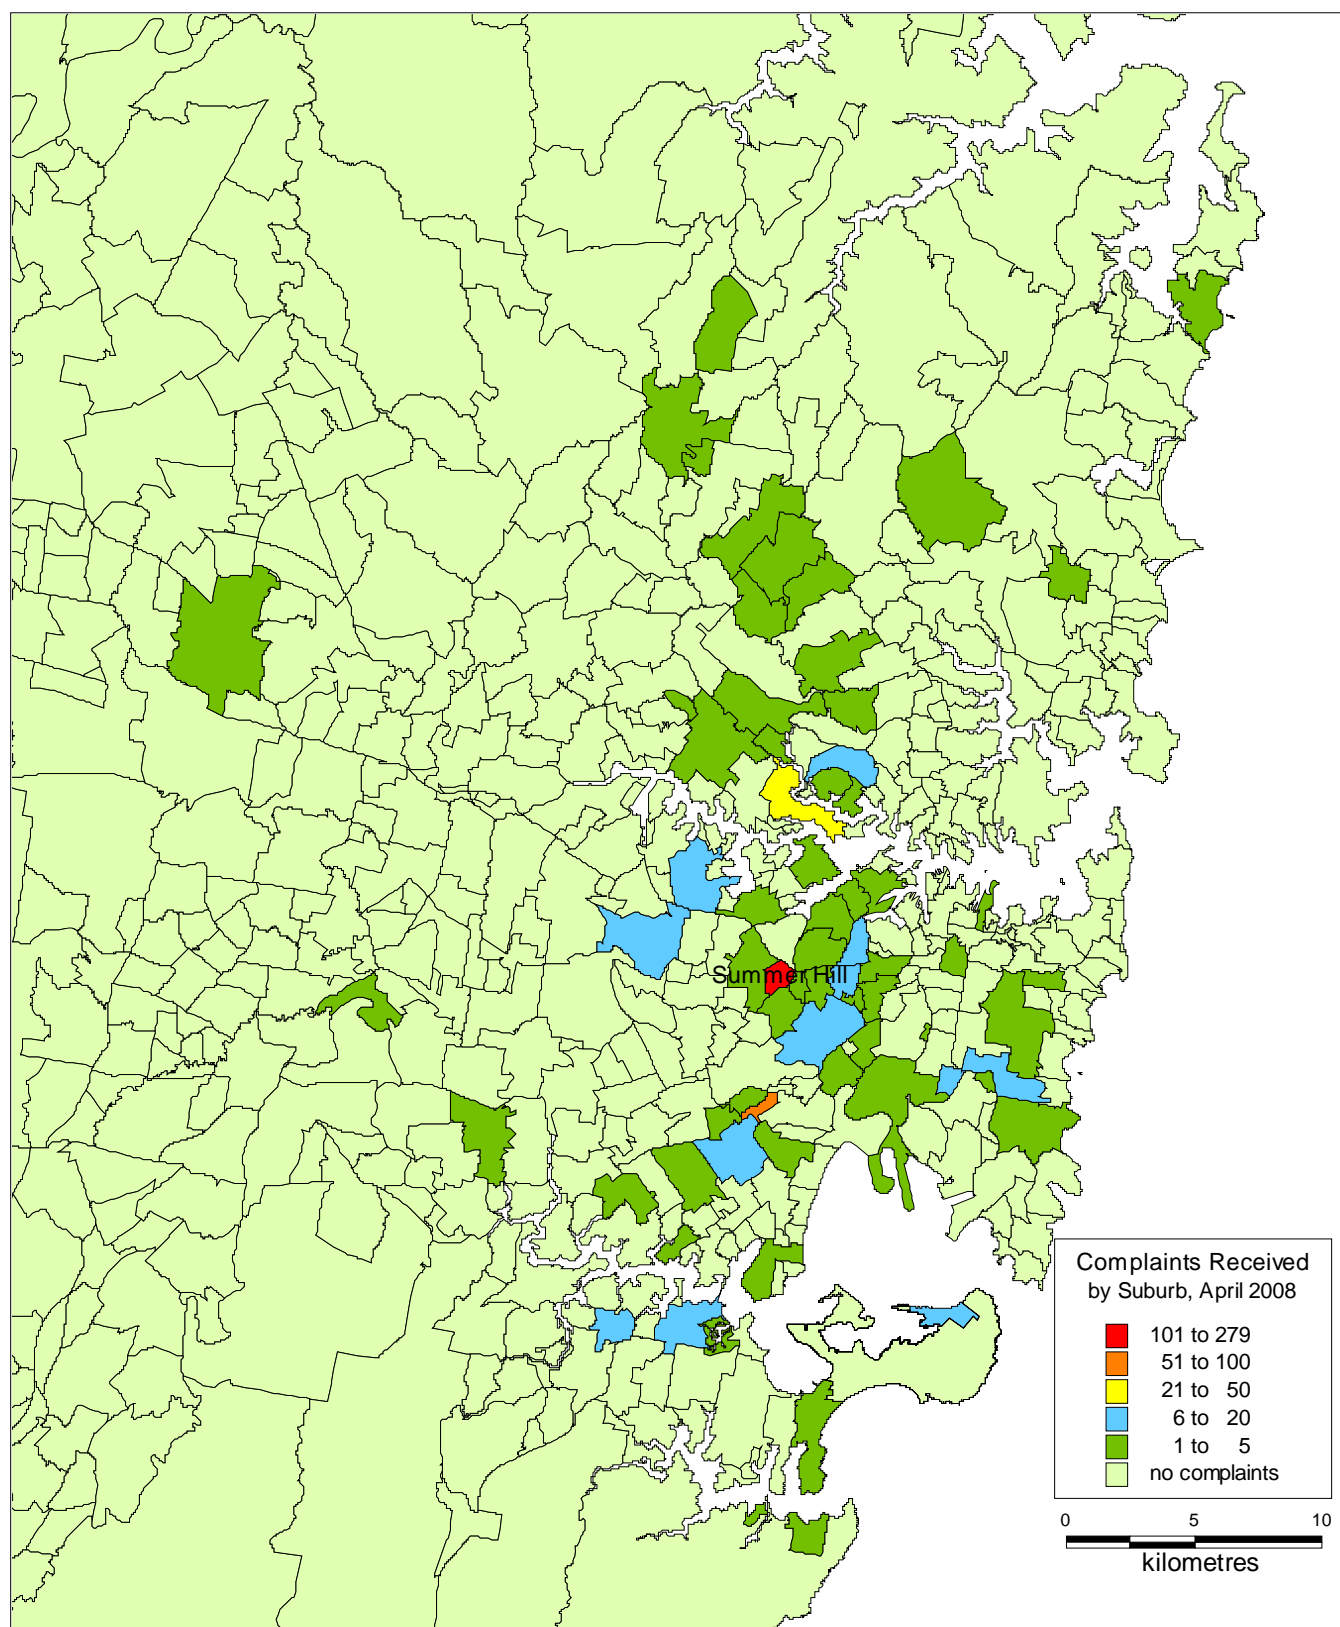 Summer Hill
Complaints Received
by Suburb, April 2008
101 to 279
51 to 100
21 to 50
6 to 20
1 to 5
no complaints
0 5 10
kilometres